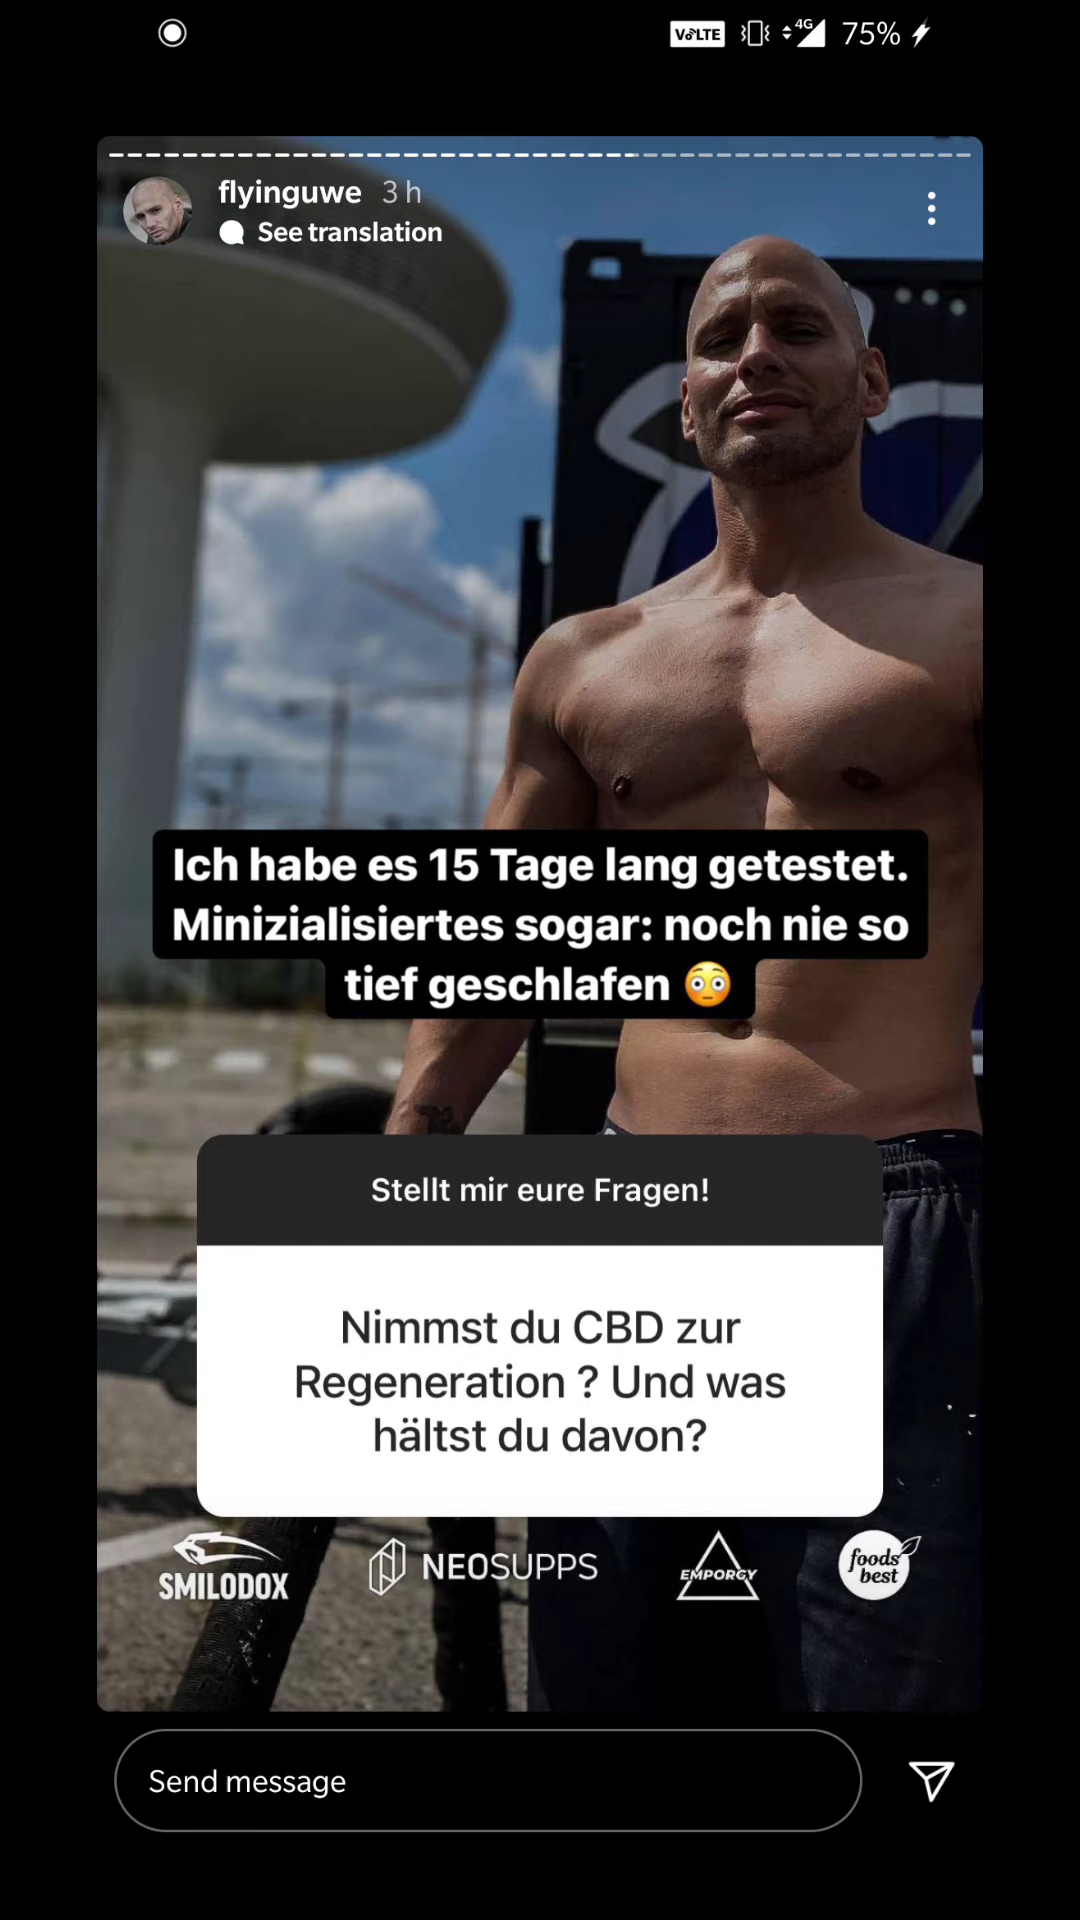 VoLTE 4G 75%
flyinguwe 3 h
See translation
Ich habe es 15 Tage lang getestet.
Minizialisiertes sogar: noch nie so
tief geschlafen 😳
Stellt mir eure Fragen!
Nimmst du CBD zur
Regeneration ? Und was
hältst du davon?
SMILODOX
NEOSUPPS
EMPORGY
foods
best
Send message